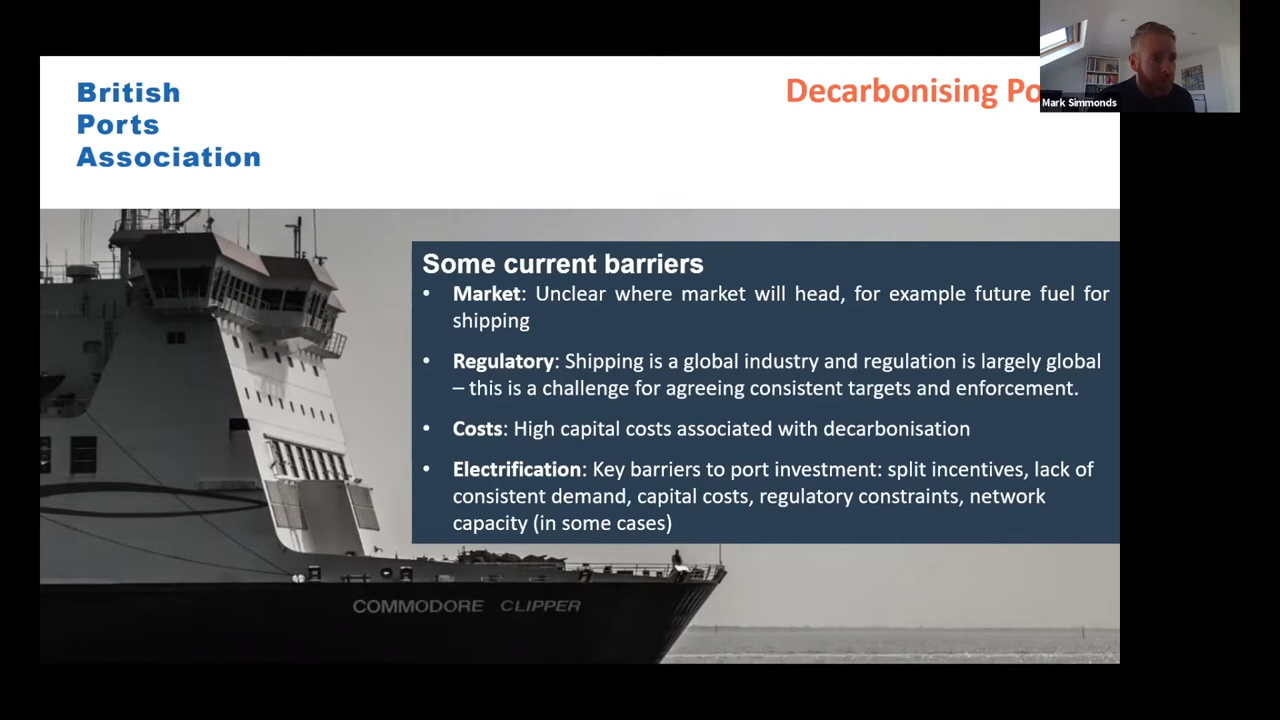 British
Ports
Association
Decarbonising
Mark Simmonds
Some current barriers
• Market: Unclear where market will head, for example future fuel for
shipping
• Regulatory: Shipping is a global industry and regulation is largely global
– this is a challenge for agreeing consistent targets and enforcement.
• Costs: High capital costs associated with decarbonisation
• Electrification: Key barriers to port investment: split incentives, lack of
consistent demand, capital costs, regulatory constraints, network
capacity (in some cases)
COMMODORE CLIPPER